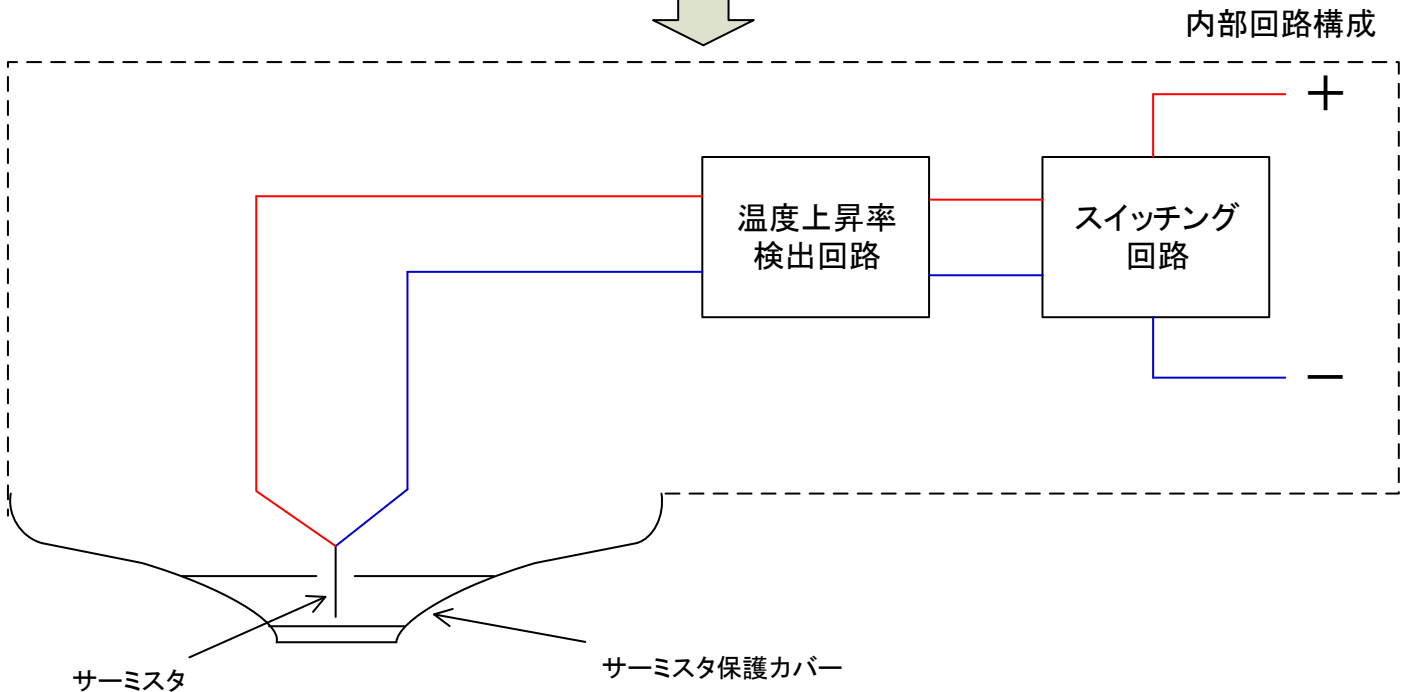 内部回路構成
＋
温度上昇率
検出回路
スイッチング
回路
－
サーミスタ
サーミスタ保護カバー